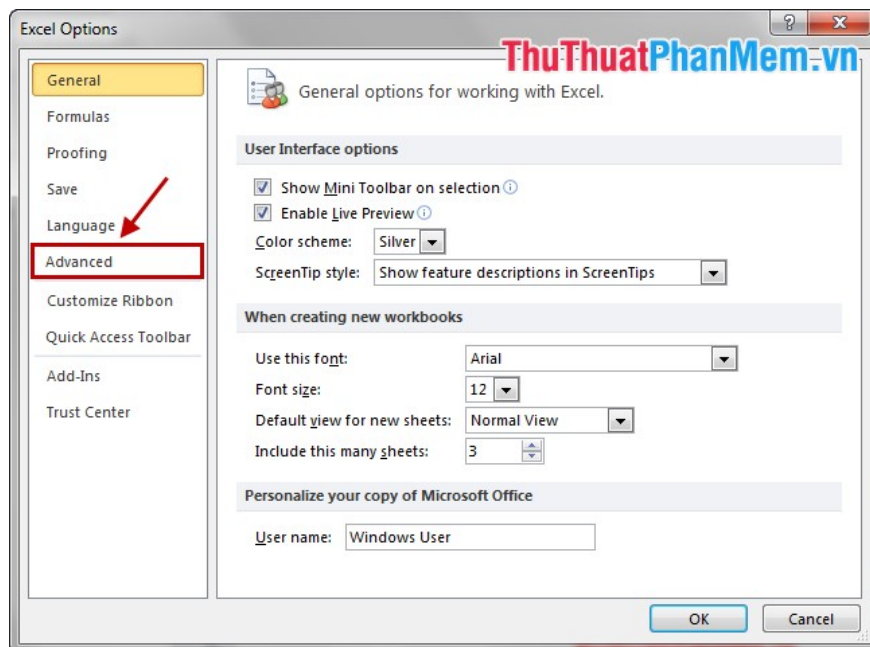 Excel Options
ThuThuatPhanMem.vn
General
Formulas
Proofing
Save
Language
Advanced
Customize Ribbon
Quick Access Toolbar
Add-Ins
Trust Center
General options for working with Excel.
User Interface options
Show Mini Toolbar on selection
Enable Live Preview
Color scheme: Silver
ScreenTip style: Show feature descriptions in ScreenTips
When creating new workbooks
Use this font: Arial
Font size: 12
Default view for new sheets: Normal View
Include this many sheets: 3
Personalize your copy of Microsoft Office
User name: Windows User
OK Cancel